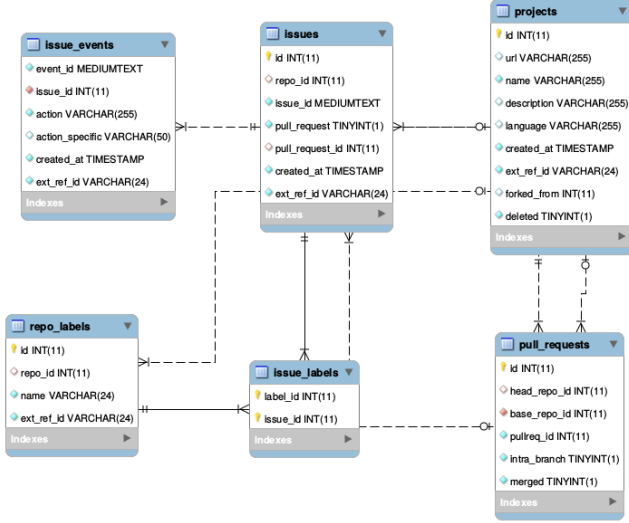 issue_events
event_id MEDIUMTEXT
issue_id INT(11)
action VARCHAR(255)
action_specific VARCHAR(50)
created_at TIMESTAMP
ext_ref_id VARCHAR(24)
Indexes
issues
id INT(11)
repo_id INT(11)
issue_id MEDIUMTEXT
pull_request TINYINT(1)
pull_request_id INT(11)
created_at TIMESTAMP
ext_ref_id VARCHAR(24)
Indexes
projects
id INT(11)
url VARCHAR(255)
name VARCHAR(255)
description VARCHAR(255)
language VARCHAR(255)
created_at TIMESTAMP
ext_ref_id VARCHAR(24)
forked_from INT(11)
deleted TINYINT(1)
Indexes
repo_labels
id INT(11)
repo_id INT(11)
name VARCHAR(24)
ext_ref_id VARCHAR(24)
Indexes
issue_labels
label_id INT(11)
issue_id INT(11)
Indexes
pull_requests
id INT(11)
head_repo_id INT(11)
base_repo_id INT(11)
pullreq_id INT(11)
intra_branch TINYINT(1)
merged TINYINT(1)
Indexes